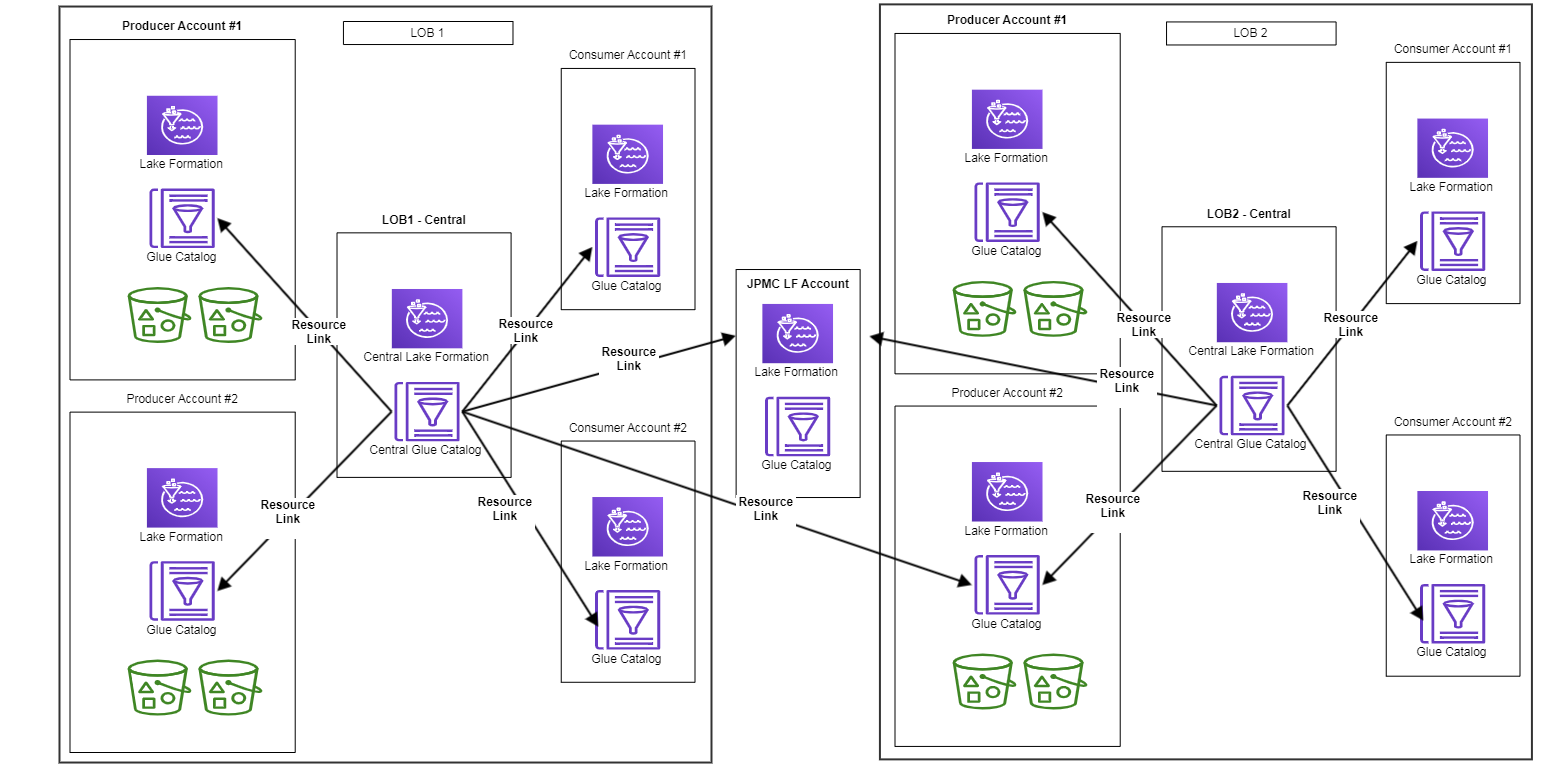 Producer Account #1
LOB 1
Consumer Account #1
Lake Formation
Glue Catalog
Resource
Link
Producer Account #2
Lake Formation
Glue Catalog
Resource
Link
LOB1 - Central
Central Lake Formation
Central Glue Catalog
Lake Formation
Glue Catalog
Resource
Link
Consumer Account #2
Resource
Link
Lake Formation
Glue Catalog
Resource
Link
JPMC LF Account
Lake Formation
Glue Catalog
Resource
Link
Producer Account #1
LOB 2
Consumer Account #1
Lake Formation
Glue Catalog
Resource
Link
Resource
Link
Producer Account #2
Lake Formation
Glue Catalog
Resource
Link
LOB2 - Central
Central Lake Formation
Central Glue Catalog
Lake Formation
Glue Catalog
Resource
Link
Consumer Account #2
Resource
Link
Lake Formation
Glue Catalog